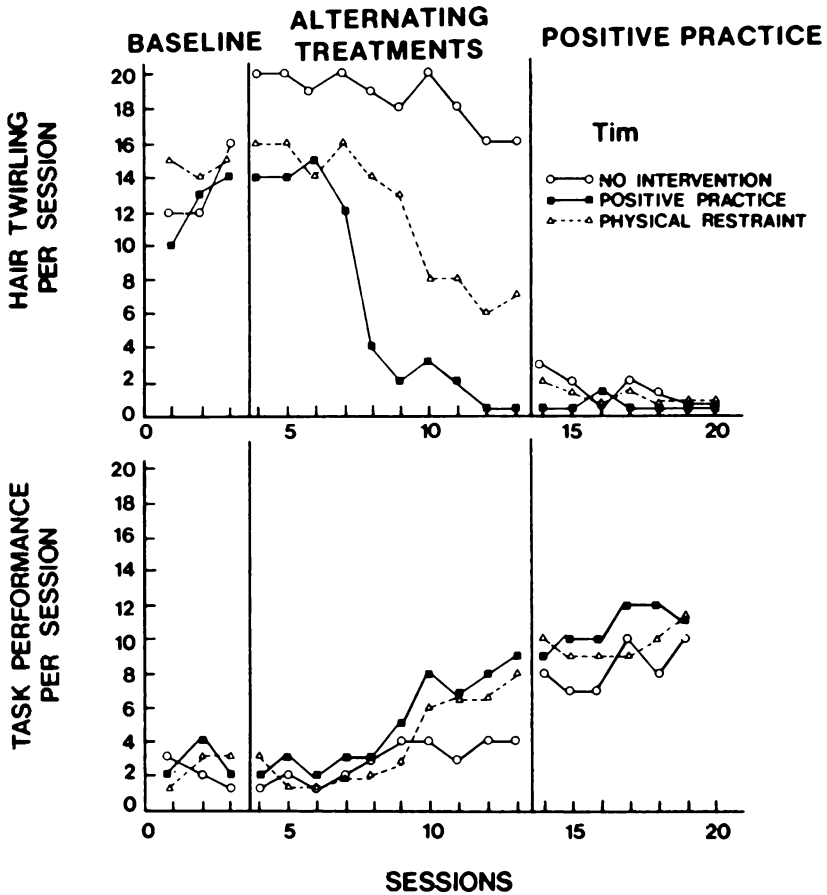 BASELINE
ALTERNATING
TREATMENTS
POSITIVE PRACTICE
HAIR TWIRLING
PER SESSION
20
18
16
14
12
10
8
6
4
2
0
0 5 10 15 20
Tim
NO INTERVENTION
POSITIVE PRACTICE
PHYSICAL RESTRAINT
TASK PERFORMANCE
PER SESSION
20
18
16
14
12
10
8
6
4
2
0
0 5 10 15 20
SESSIONS